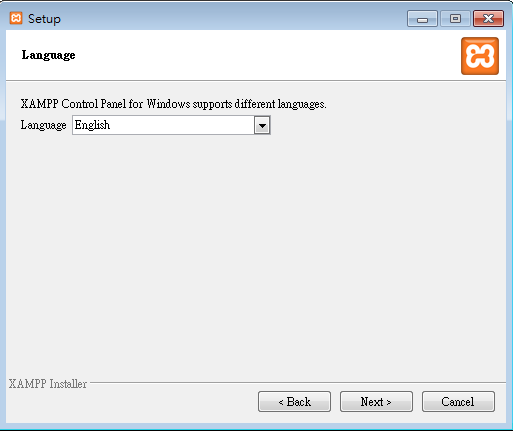 Setup
Language
XAMPP Control Panel for Windows supports different languages.
Language English
XAMPP Installer
< Back Next > Cancel